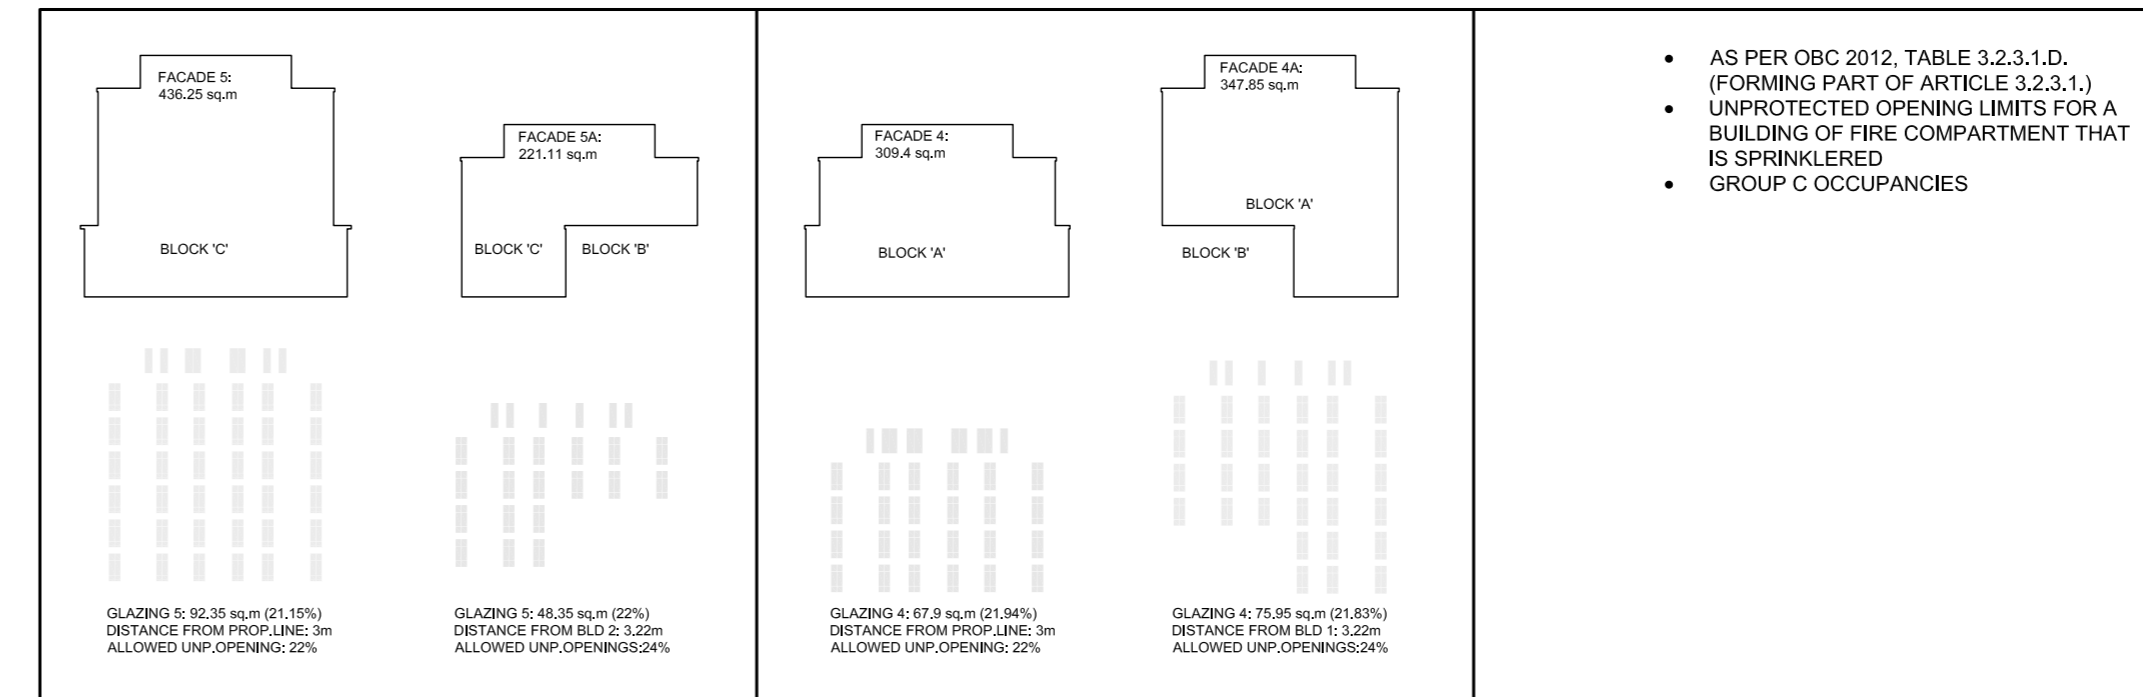 FACADE 5:
436.25 sq.m
BLOCK 'C'
FACADE 5A:
221.11 sq.m
BLOCK 'C'
BLOCK 'B'
GLAZING 5: 92.35 sq.m (21.15%)
DISTANCE FROM PROP.LINE: 3m
ALLOWED UNP.OPENING: 22%
GLAZING 5: 48.35 sq.m (22%)
DISTANCE FROM BLD 2: 3.22m
ALLOWED UNP.OPENINGS:24%
FACADE 4:
309.4 sq.m
BLOCK 'A'
FACADE 4A:
347.85 sq.m
BLOCK 'A'
BLOCK 'B'
GLAZING 4: 67.9 sq.m (21.94%)
DISTANCE FROM PROP.LINE: 3m
ALLOWED UNP.OPENING: 22%
GLAZING 4: 75.95 sq.m (21.83%)
DISTANCE FROM BLD 1: 3.22m
ALLOWED UNP.OPENINGS:24%
• AS PER OBC 2012, TABLE 3.2.3.1.D.
(FORMING PART OF ARTICLE 3.2.3.1.)
• UNPROTECTED OPENING LIMITS FOR A
BUILDING OF FIRE COMPARTMENT THAT
IS SPRINKLERED
• GROUP C OCCUPANCIES